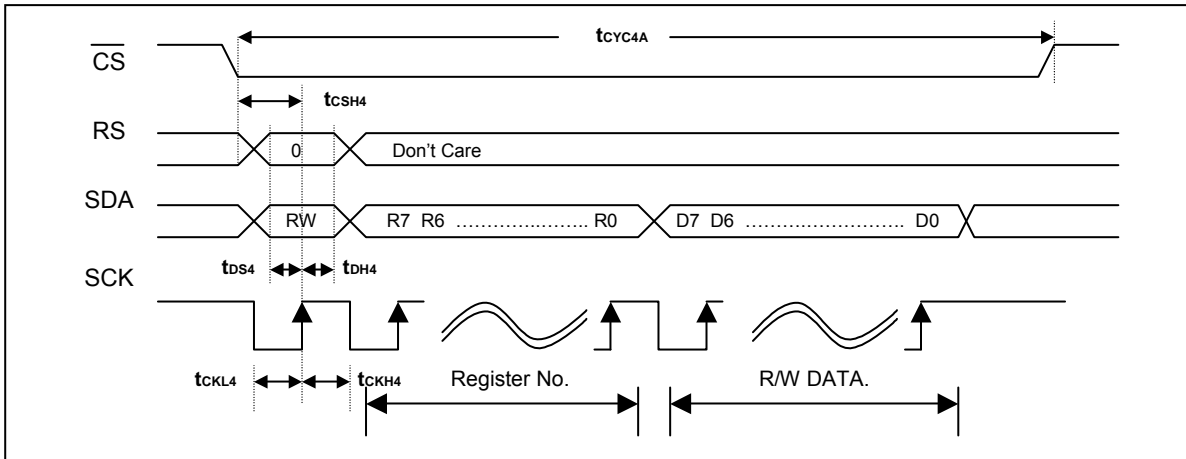 tCYC4A
CS
tCSH4
RS
0
Don't Care
SDA
RW
R7 R6 ………………….. R0
D7 D6 …………………………. D0
tDS4
tDH4
SCK
tCKL4
tCKH4
Register No.
R/W DATA.